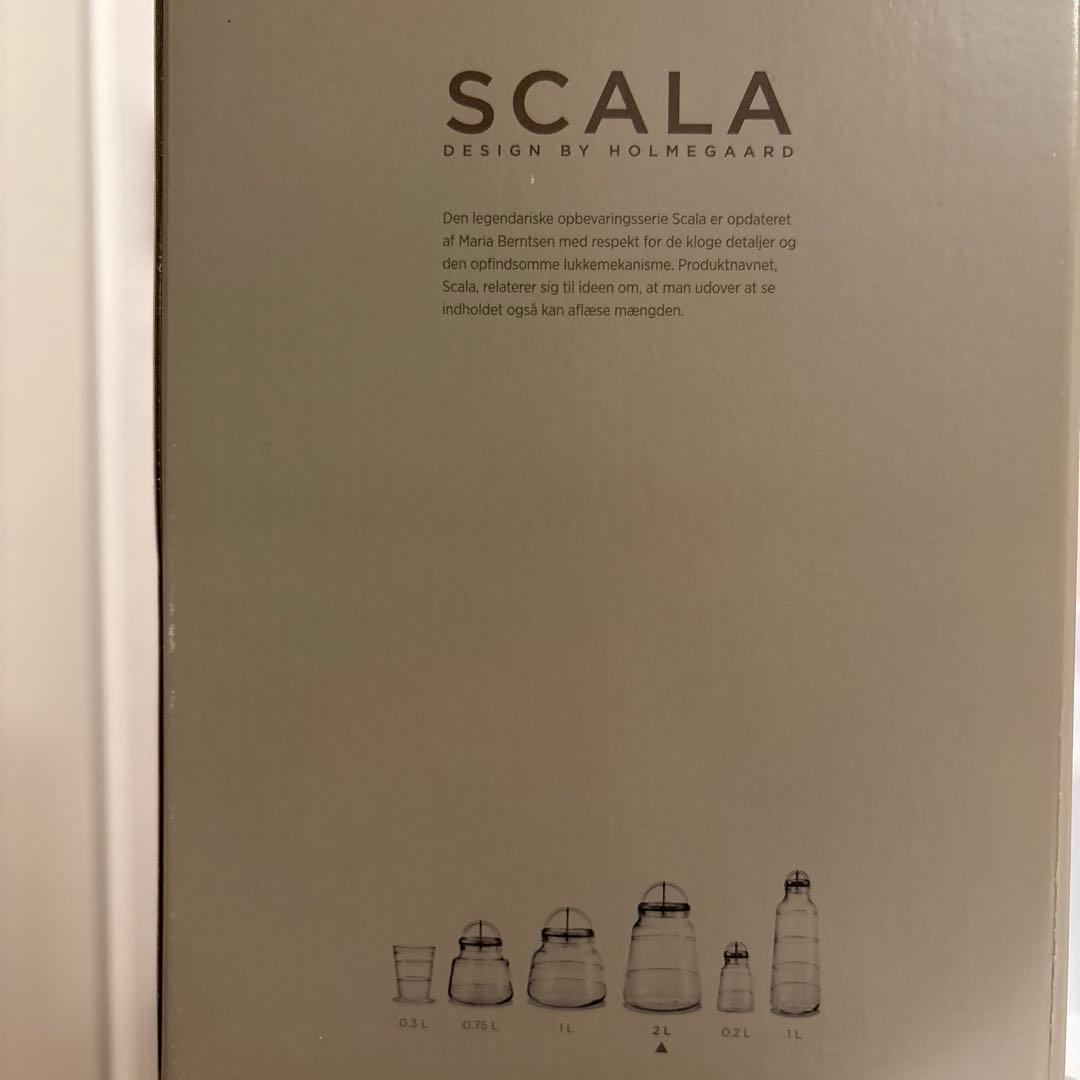 SCALA
DESIGN BY HOLMEGAARD
Den legendariske opbevaringsserie Scala er opdateret
af Maria Berntsen med respekt for de kloge detaljer og
den opfindsomme lukkemekanisme. Produktnavnet,
Scala, relaterer sig til ideen om, at man udover at se
indholdet også kan aflæse mængden.
0,3 L 0,75 L 1 L 2 L 0,2 L 1 L